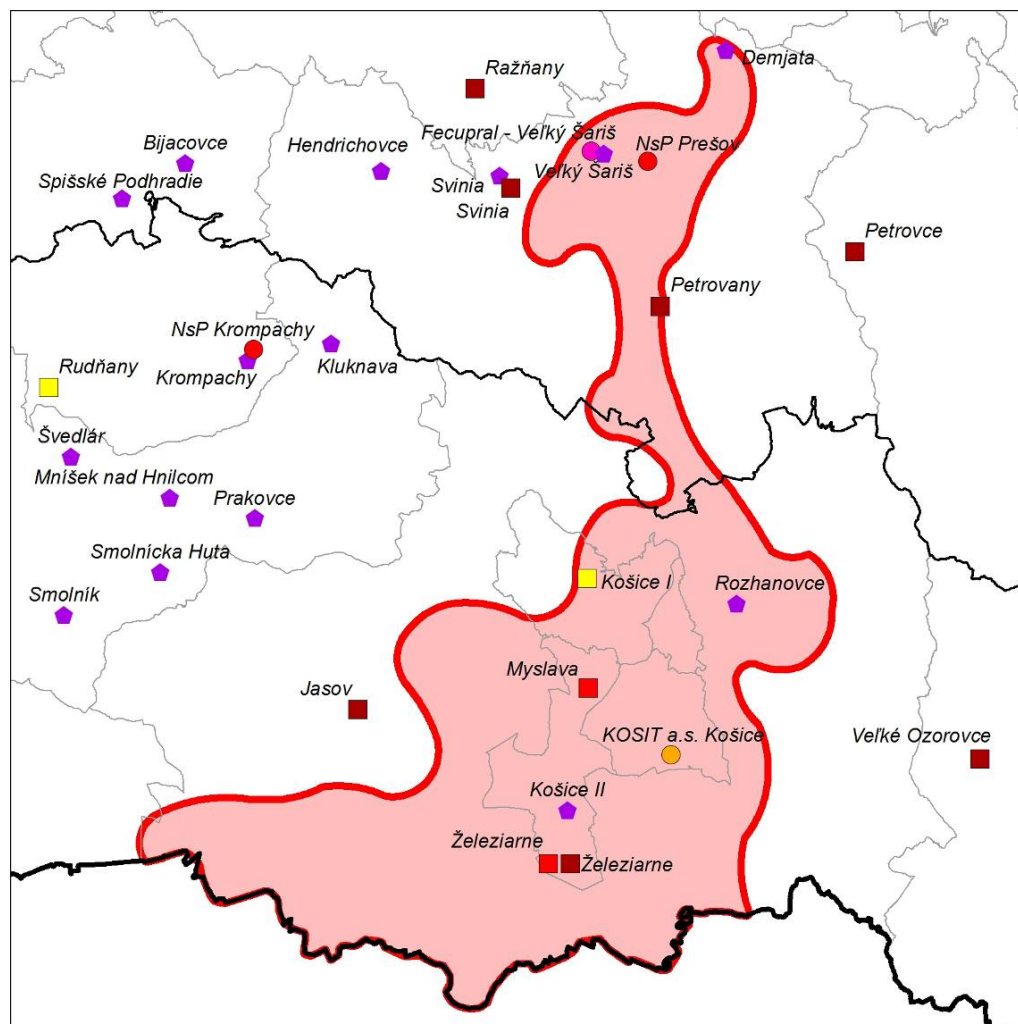 Demjata
Ražňany
Fecupral - Veľký Šariš
Bijacovce
Hendrichovce
NsP Prešov
Veľký Šariš
Spišské Podhradie
Svinia
Svinia
Petrovce
Petrovany
NsP Krompachy
Kluknava
Rudňany
Krompachy
Švedlár
Mníšek nad Hnilcom
Prakovce
Smolnícka Huta
Košice I
Rozhanovce
Smolník
Myslava
Jasov
KOSIT a.s. Košice
Veľké Ozorovce
Košice II
Železiarne
Železiarne